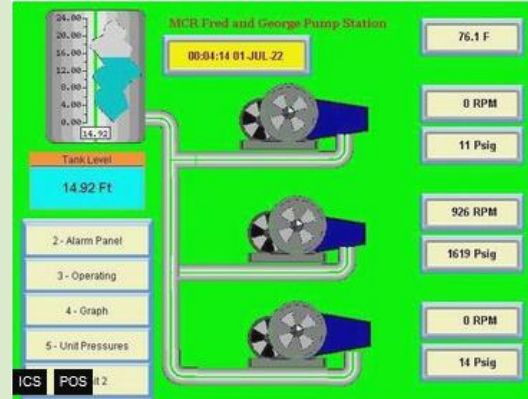 MCR Fred and George Pump Station
00:04:14 01-JUL-22
24.00
20.00
16.00
12.00
8.00
4.00
0.00
14.92
Tank Level
14.92 Ft
2 - Alarm Panel
3 - Operating
4 - Graph
5 - Unit Pressures
it 2
ICS
POS
76.1 F
0 RPM
11 Psig
926 RPM
1619 Psig
0 RPM
14 Psig